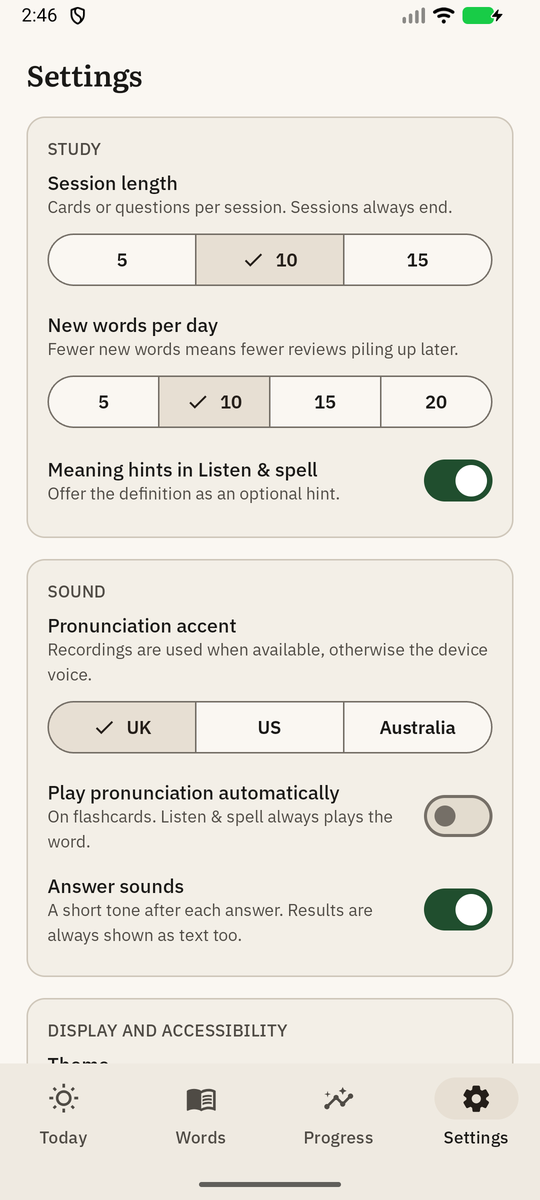 2:46
Settings
STUDY
Session length
Cards or questions per session. Sessions always end.
5 10 15
New words per day
Fewer new words means fewer reviews piling up later.
5 10 15 20
Meaning hints in Listen & spell
Offer the definition as an optional hint.
SOUND
Pronunciation accent
Recordings are used when available, otherwise the device
voice.
UK US Australia
Play pronunciation automatically
On flashcards. Listen & spell always plays the
word.
Answer sounds
A short tone after each answer. Results are
always shown as text too.
DISPLAY AND ACCESSIBILITY
Theme
Today Words Progress Settings